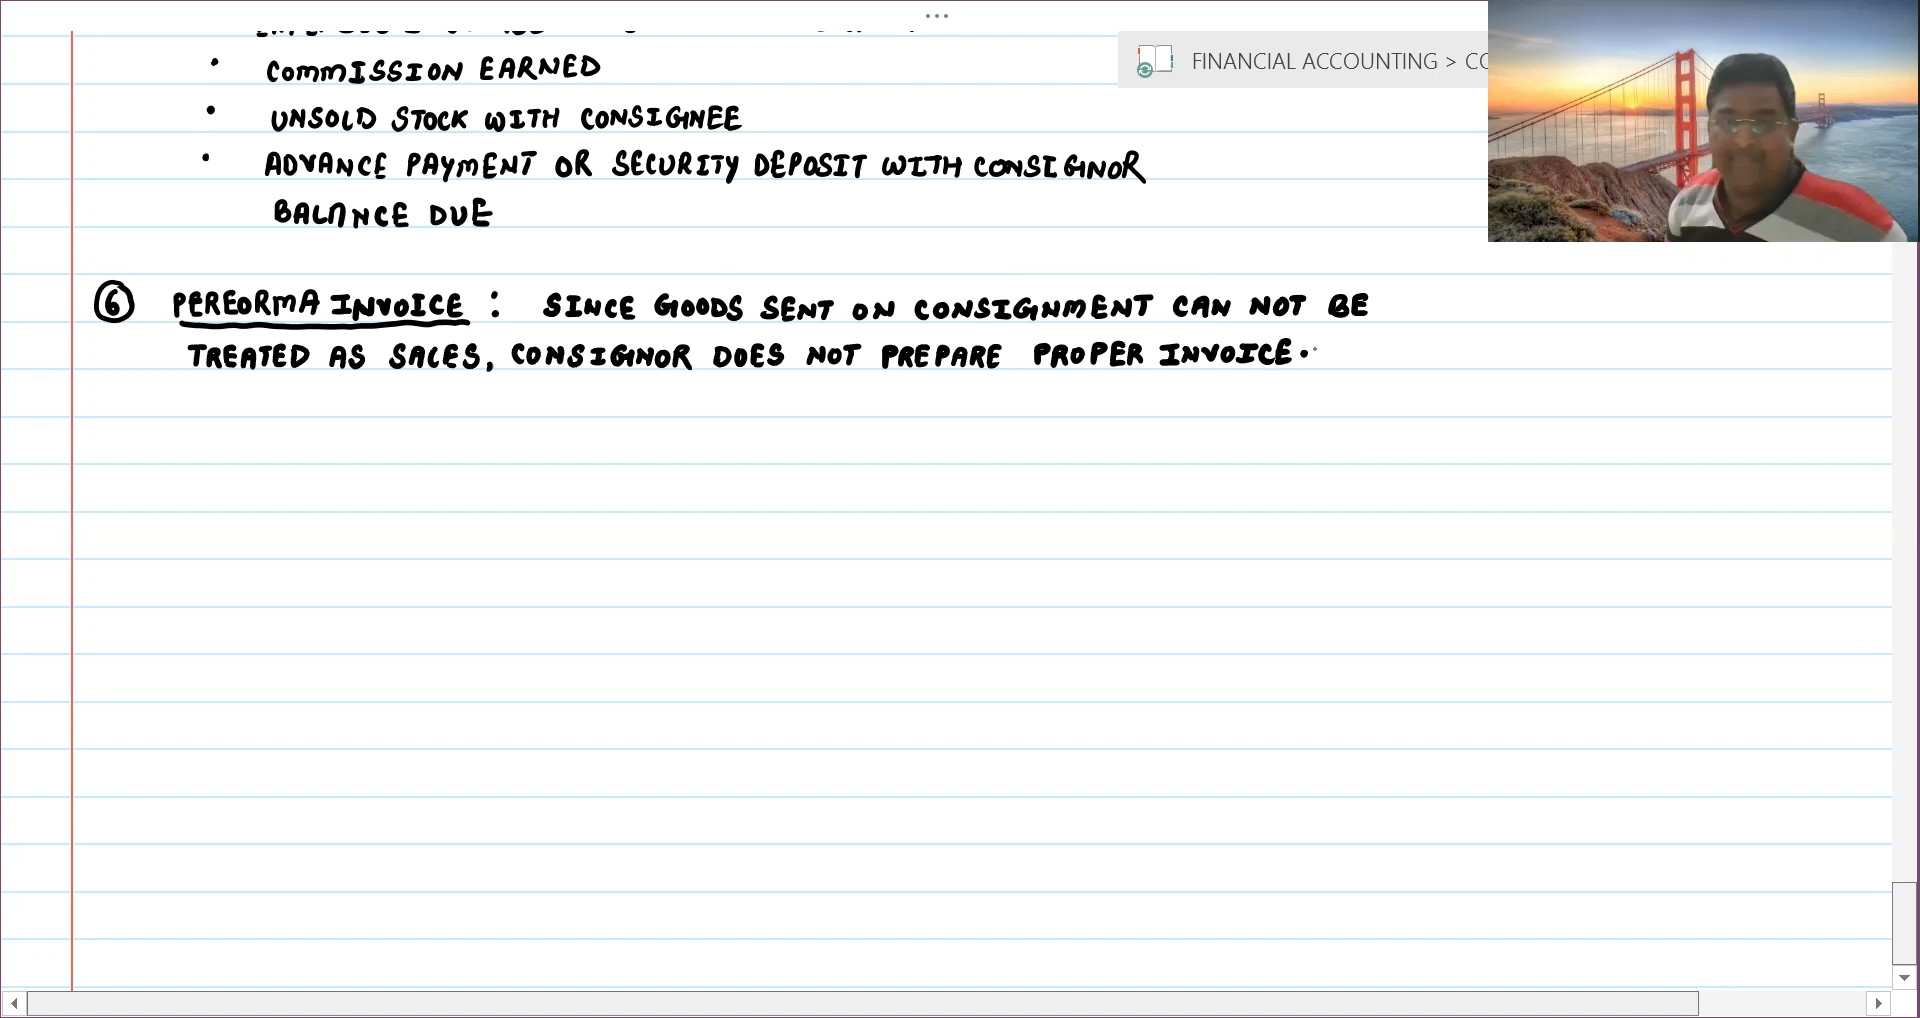 FINANCIAL ACCOUNTING > CO
• COMMISSION EARNED
• UNSOLD STOCK WITH CONSIGNEE
• ADVANCE PAYMENT OR SECURITY DEPOSIT WITH CONSIGNOR
BALANCE DUE
⑥ PEREORMA INVOICE : SINCE GOODS SENT ON CONSIGNMENT CAN NOT BE
TREATED AS SALES, CONSIGNOR DOES NOT PREPARE PROPER INVOICE.